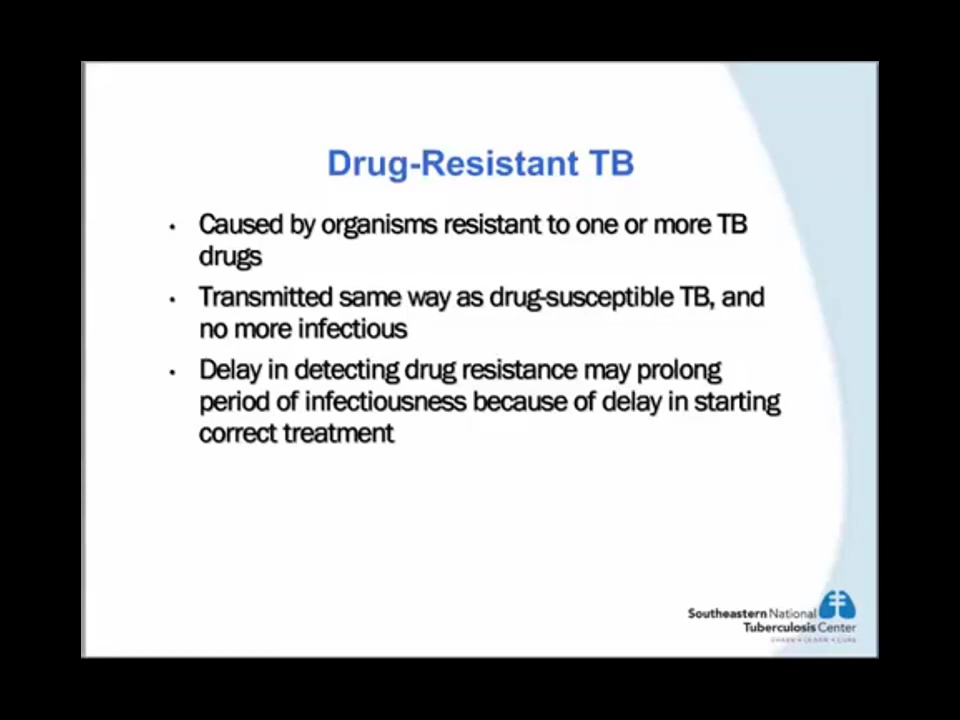 Drug-Resistant TB
• Caused by organisms resistant to one or more TB
drugs
• Transmitted same way as drug-susceptible TB, and
no more infectious
• Delay in detecting drug resistance may prolong
period of infectiousness because of delay in starting
correct treatment
Southeastern National
Tuberculosis Center